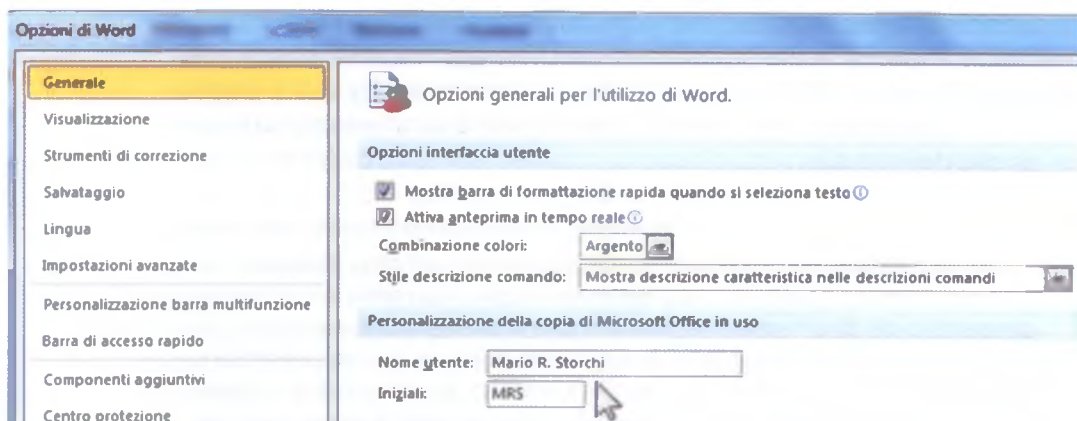 Opzioni di Word
Generale
Visualizzazione
Strumenti di correzione
Salvataggio
Lingua
Impostazioni avanzate
Personalizzazione barra multifunzione
Barra di accesso rapido
Componenti aggiuntivi
Centro protezione
Opzioni generali per l'utilizzo di Word.
Opzioni interfaccia utente
Mostra barra di formattazione rapida quando si seleziona testo
Attiva anteprima in tempo reale
Combinazione colori: Argento
Stile descrizione comando: Mostra descrizione caratteristica nelle descrizioni comandi
Personalizzazione della copia di Microsoft Office in uso
Nome utente: Mario R. Storchi
Iniziali: MRS